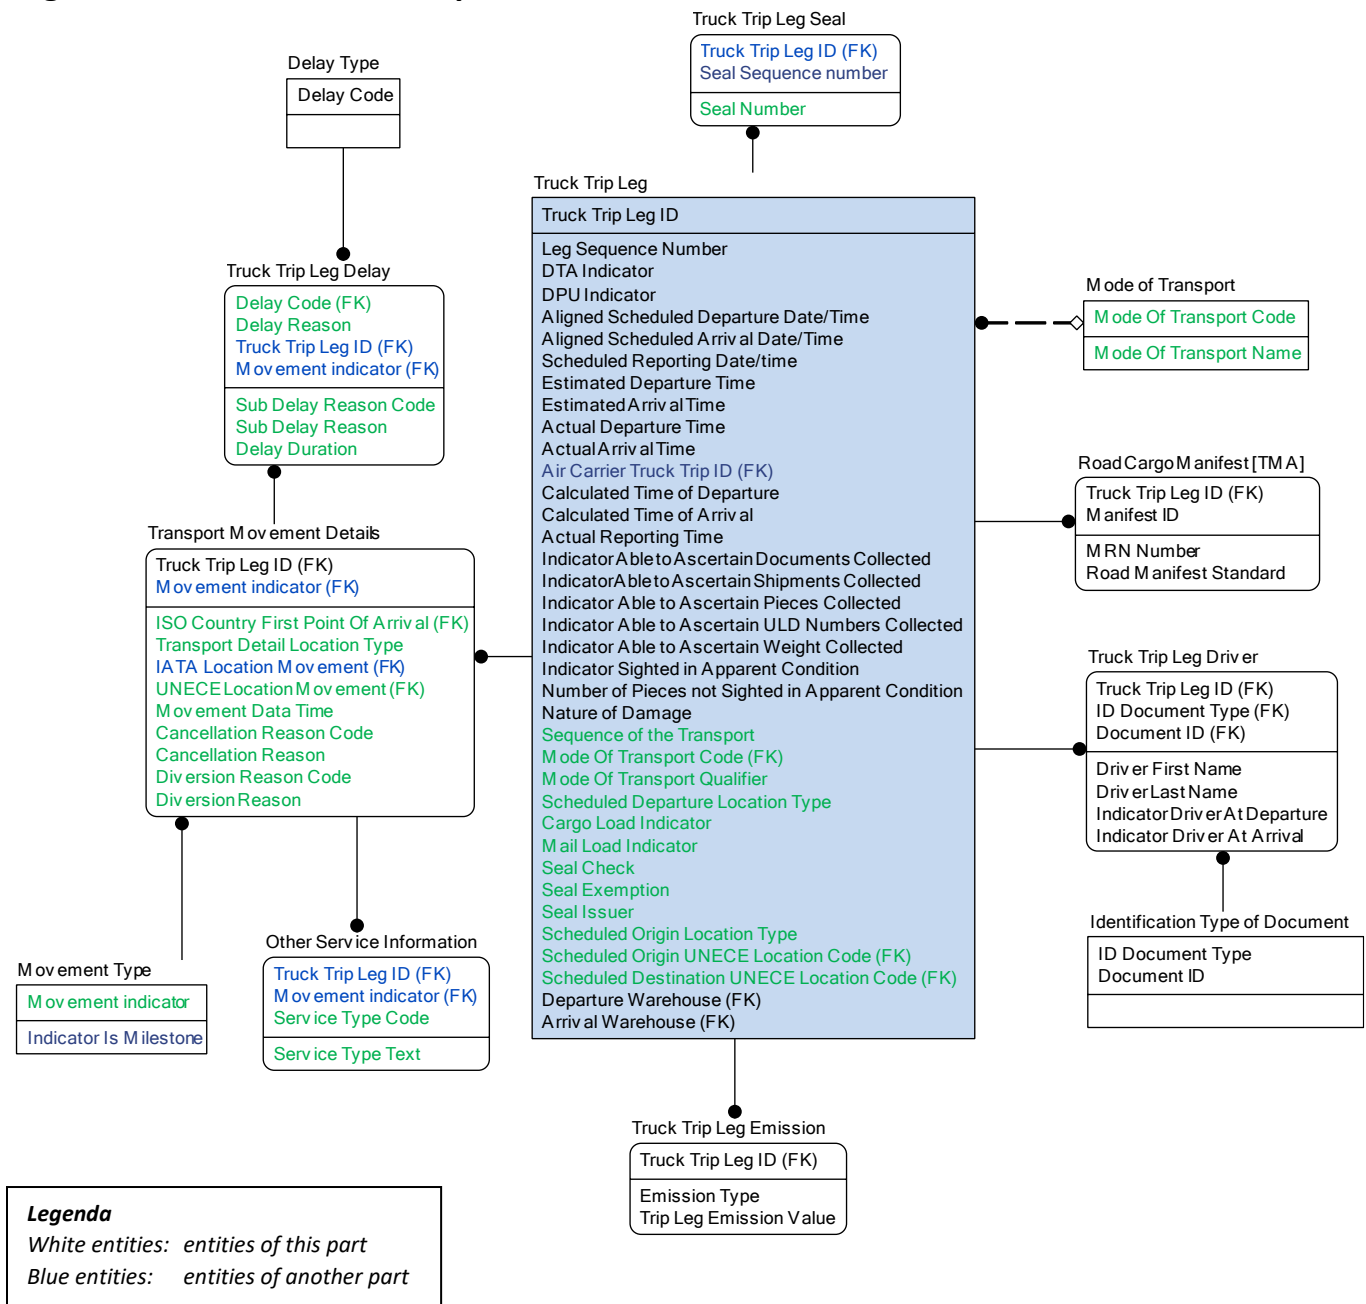 Truck Trip Leg Seal
Truck Trip Leg ID (FK)
Seal Sequence number
Seal Number
Delay Type
Delay Code
Truck Trip Leg
Truck Trip Leg ID
Leg Sequence Number
DTA Indicator
DPU Indicator
Aligned Scheduled Departure Date/Time
Aligned Scheduled Arrival Date/Time
Scheduled Reporting Date/time
Estimated Departure Time
Estimated Arrival Time
Actual Departure Time
Actual Arrival Time
Air Carrier Truck Trip ID (FK)
Calculated Time of Departure
Calculated Time of Arrival
Actual Reporting Time
Indicator Able to Ascertain Documents Collected
Indicator Able to Ascertain Shipments Collected
Indicator Able to Ascertain Pieces Collected
Indicator Able to Ascertain ULD Numbers Collected
Indicator Able to Ascertain Weight Collected
Indicator Sighted in Apparent Condition
Number of Pieces not Sighted in Apparent Condition
Nature of Damage
Sequence of the Transport
Mode Of Transport Code (FK)
Mode Of Transport Qualifier
Scheduled Departure Location Type
Cargo Load Indicator
Mail Load Indicator
Seal Check
Seal Exemption
Seal Issuer
Scheduled Origin Location Type
Scheduled Origin UNECE Location Code (FK)
Scheduled Destination UNECE Location Code (FK)
Departure Warehouse (FK)
Arrival Warehouse (FK)
Truck Trip Leg Delay
Delay Code (FK)
Delay Reason
Truck Trip Leg ID (FK)
Movement indicator (FK)
Sub Delay Reason Code
Sub Delay Reason
Delay Duration
Mode of Transport
Mode Of Transport Code
Mode Of Transport Name
Road Cargo Manifest [TMA]
Truck Trip Leg ID (FK)
Manifest ID
MRN Number
Road Manifest Standard
Transport Movement Details
Truck Trip Leg ID (FK)
Movement indicator (FK)
ISO Country First Point Of Arrival (FK)
Transport Detail Location Type
IATA Location Movement (FK)
UNECE Location Movement (FK)
Movement Data Time
Cancellation Reason Code
Cancellation Reason
Diversion Reason Code
Diversion Reason
Truck Trip Leg Driver
Truck Trip Leg ID (FK)
ID Document Type (FK)
Document ID (FK)
Driver First Name
Driver Last Name
Indicator Driver At Departure
Indicator Driver At Arrival
Identification Type of Document
ID Document Type
Document ID
Movement Type
Movement indicator
Indicator Is Milestone
Other Service Information
Truck Trip Leg ID (FK)
Movement indicator (FK)
Service Type Code
Service Type Text
Truck Trip Leg Emission
Truck Trip Leg ID (FK)
Emission Type
Trip Leg Emission Value
Legenda
White entities: entities of this part
Blue entities: entities of another part